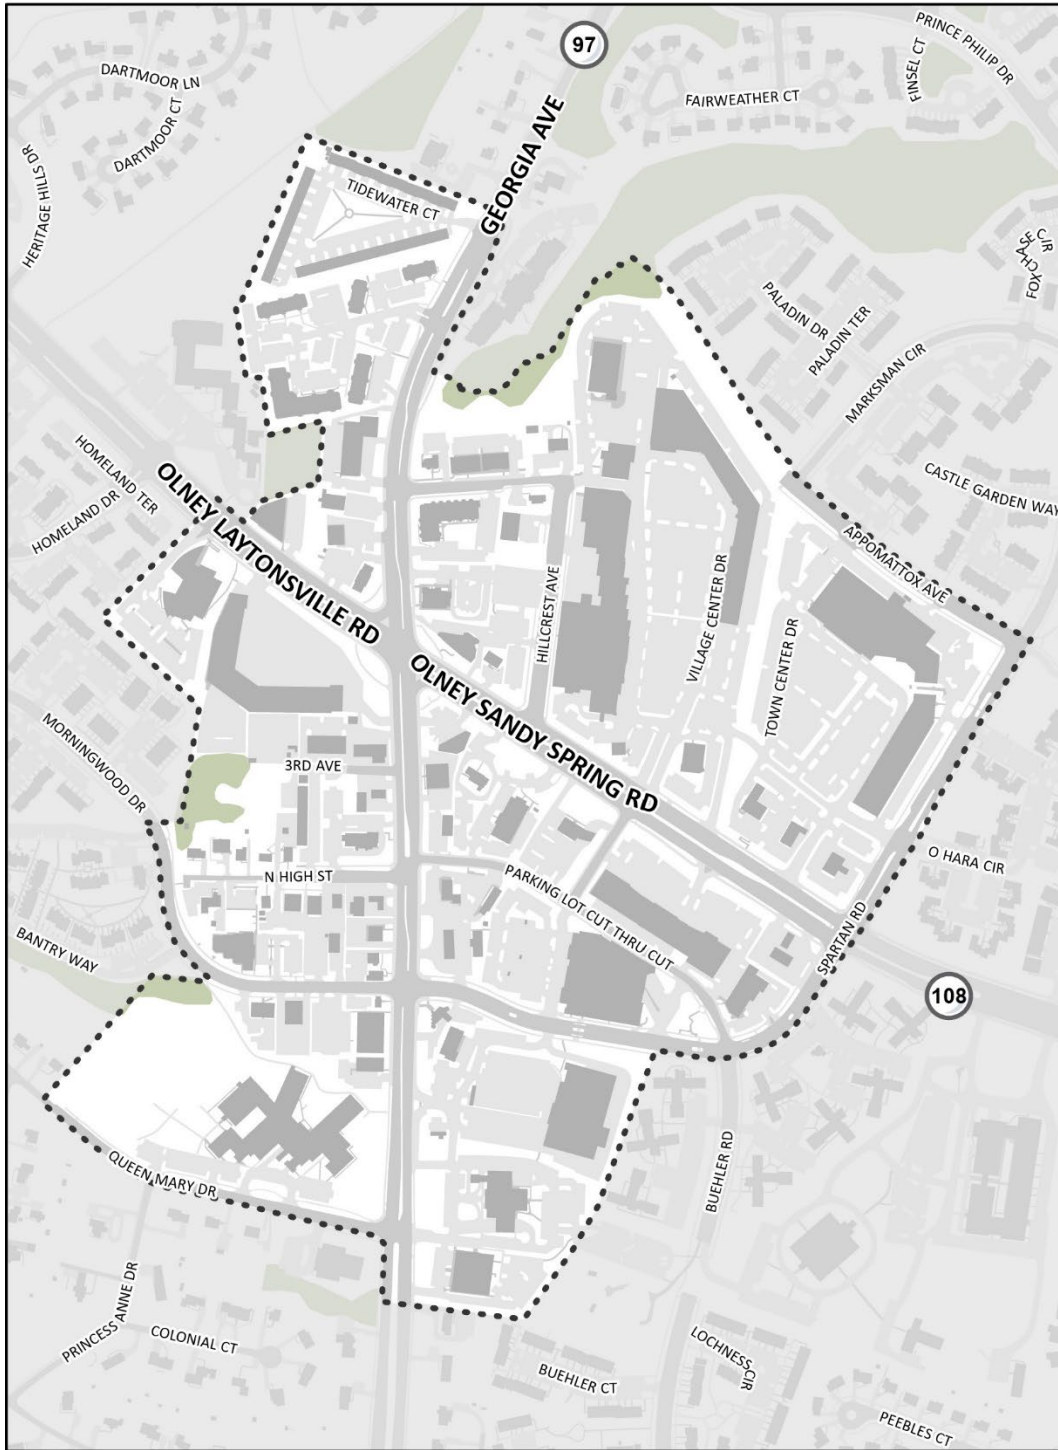 97
PRINCE PHILIP DR
FINSEL CT
DARTMOOR LN
FAIRWEATHER CT
DARTMOOR CT
HERITAGE HILLS DR
GEORGIA AVE
TIDEWATER CT
FOX CHASE CIR
PALADIN DR
PALADIN TER
MARKSMAN CIR
HOMELAND TER
HOMELAND DR
OLNEY LAYTONSVILLE RD
CASTLE GARDEN WAY
APPOMATTOX AVE
HILLCREST AVE
VILLAGE CENTER DR
TOWN CENTER DR
OLNEY SANDY SPRING RD
MORNINGWOOD DR
3RD AVE
N HIGH ST
PARKING LOT CUT THRU CUT
O HARA CIR
SPARTAN RD
BANTRY WAY
108
QUEEN MARY DR
BUEHLER RD
PRINCESS ANNE DR
COLONIAL CT
LOCHNESS CIR
BUEHLER CT
PEEBLES CT